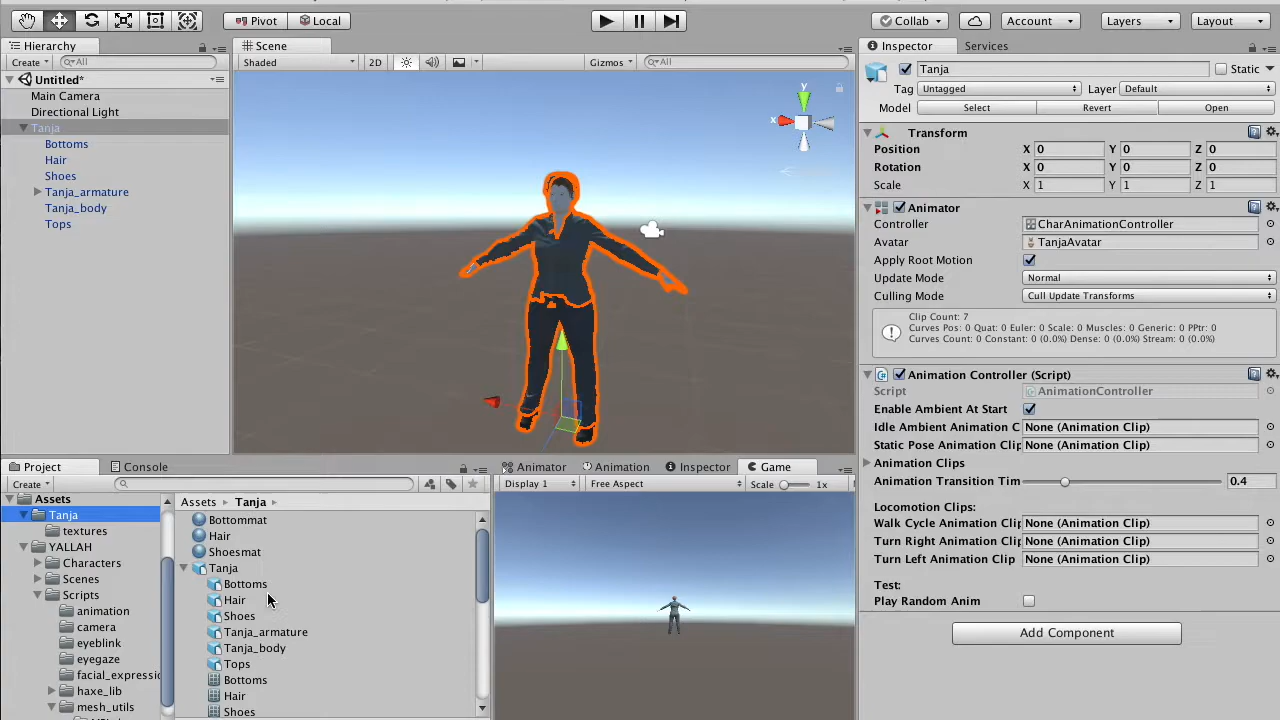 Pivot Local Collab Account Layers Layout
Hierarchy
Create All
Untitled*
Main Camera
Directional Light
Tanja
Bottoms
Hair
Shoes
Tanja_armature
Tanja_body
Tops
Scene
Shaded 2D Gizmos All
Inspector Services
Tanja Static
Tag Untagged Layer Default
Model Select Revert Open
Transform
Position X 0 Y 0 Z 0
Rotation X 0 Y 0 Z 0
Scale X 1 Y 1 Z 1
Animator
Controller CharAnimationController
Avatar TanjaAvatar
Apply Root Motion
Update Mode Normal
Culling Mode Cull Update Transforms
Clip Count: 7
Curves Pos: 0 Quat: 0 Euler: 0 Scale: 0 Muscles: 0 Generic: 0 PPtr: 0
Curves Count: 0 Constant: 0 (0.0%) Dense: 0 (0.0%) Stream: 0 (0.0%)
Animation Controller (Script)
Script AnimationController
Enable Ambient At Start
Idle Ambient Animation C None (Animation Clip)
Static Pose Animation Clip None (Animation Clip)
Animation Clips
Animation Transition Tim 0.4
Locomotion Clips:
Walk Cycle Animation Clip None (Animation Clip)
Turn Right Animation Clip None (Animation Clip)
Turn Left Animation Clip None (Animation Clip)
Test:
Play Random Anim
Add Component
Project Console
Create
Assets
Tanja
textures
YALLAH
Characters
Scenes
Scripts
animation
camera
eyeblink
eyegaze
facial_expressio
haxe_lib
mesh_utils
Assets Tanja
Bottommat
Hair
Shoesmat
Tanja
Bottoms
Hair
Shoes
Tanja_armature
Tanja_body
Tops
Bottoms
Hair
Shoes
Animator Animation Inspector Game
Display 1 Free Aspect Scale 1x
x
y